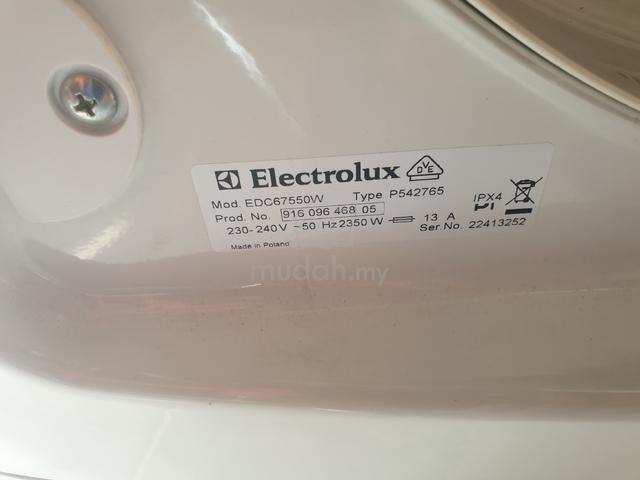 Electrolux
DVE
Mod. EDC67550W Type P542765
Prod. No. 916 096 468 05
230-240V ~50 Hz 2350 W 13 A
IPX4
Ser.No. 22413252
Made in Poland
mudah.my